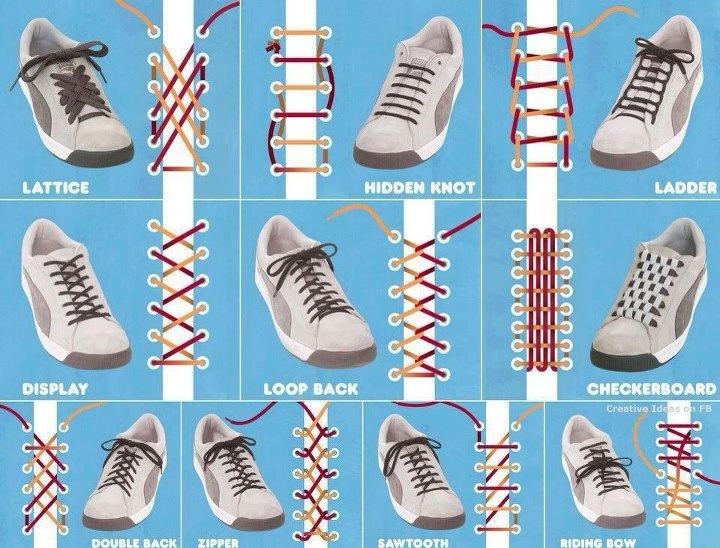 LATTICE
HIDDEN KNOT
LADDER
DISPLAY
LOOP BACK
CHECKERBOARD
Creative Ideas on FB
DOUBLE BACK
ZIPPER
SAWTOOTH
RIDING BOW